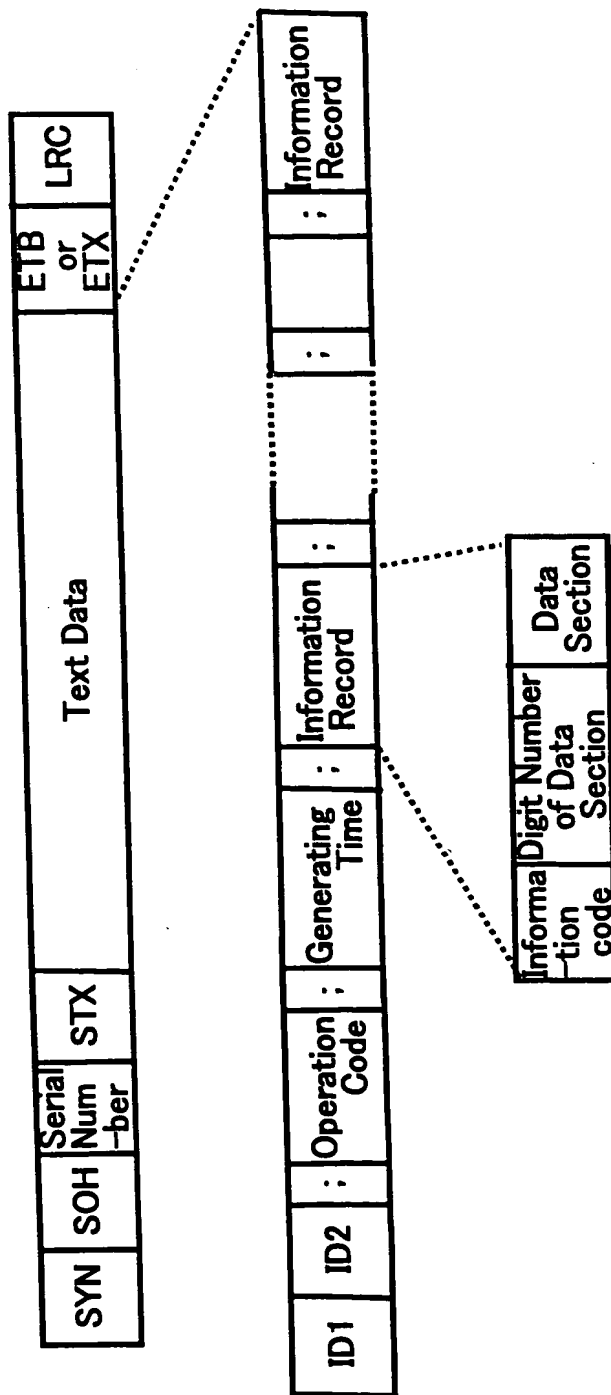 SYN
SOH
Serial
Num
-ber
STX
Text Data
ETB
or
ETX
LRC
ID1
ID2
;
Operation
Code
;
Generating
Time
;
Information
Record
;
;
;
Information
Record
Informa
-tion
code
Digit Number
of Data
Section
Data
Section